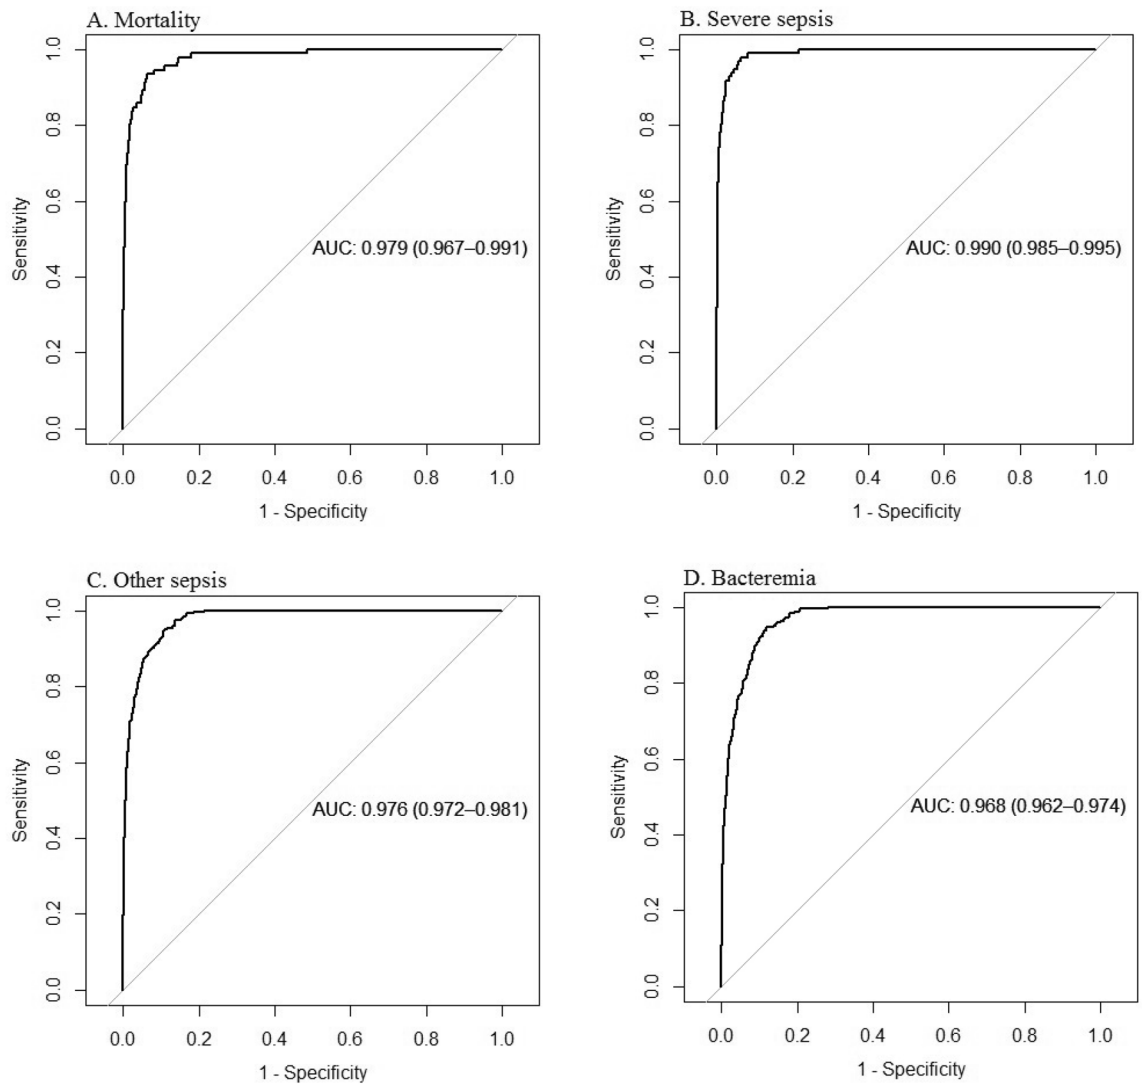 A. Mortality
1.0
0.8
0.6
0.4
0.2
0.0
Sensitivity
AUC: 0.979 (0.967–0.991)
0.0 0.2 0.4 0.6 0.8 1.0
1 - Specificity
B. Severe sepsis
1.0
0.8
0.6
0.4
0.2
0.0
Sensitivity
AUC: 0.990 (0.985–0.995)
0.0 0.2 0.4 0.6 0.8 1.0
1 - Specificity
C. Other sepsis
1.0
0.8
0.6
0.4
0.2
0.0
Sensitivity
AUC: 0.976 (0.972–0.981)
0.0 0.2 0.4 0.6 0.8 1.0
1 - Specificity
D. Bacteremia
1.0
0.8
0.6
0.4
0.2
0.0
Sensitivity
AUC: 0.968 (0.962–0.974)
0.0 0.2 0.4 0.6 0.8 1.0
1 - Specificity